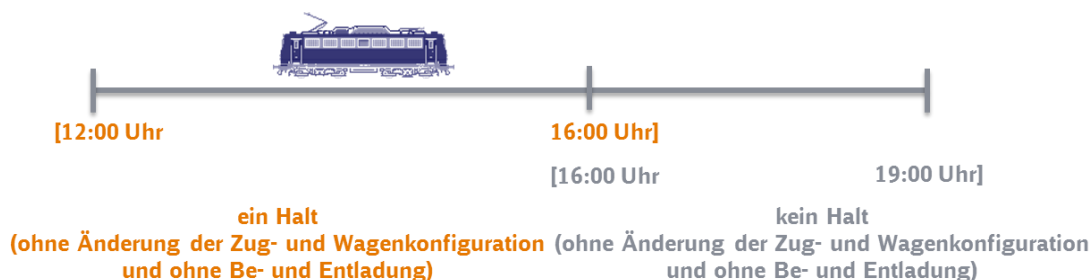 [12:00 Uhr
16:00 Uhr]
[16:00 Uhr
19:00 Uhr]
ein Halt
(ohne Änderung der Zug- und Wagenkonfiguration
und ohne Be- und Entladung)
kein Halt
(ohne Änderung der Zug- und Wagenkonfiguration
und ohne Be- und Entladung)